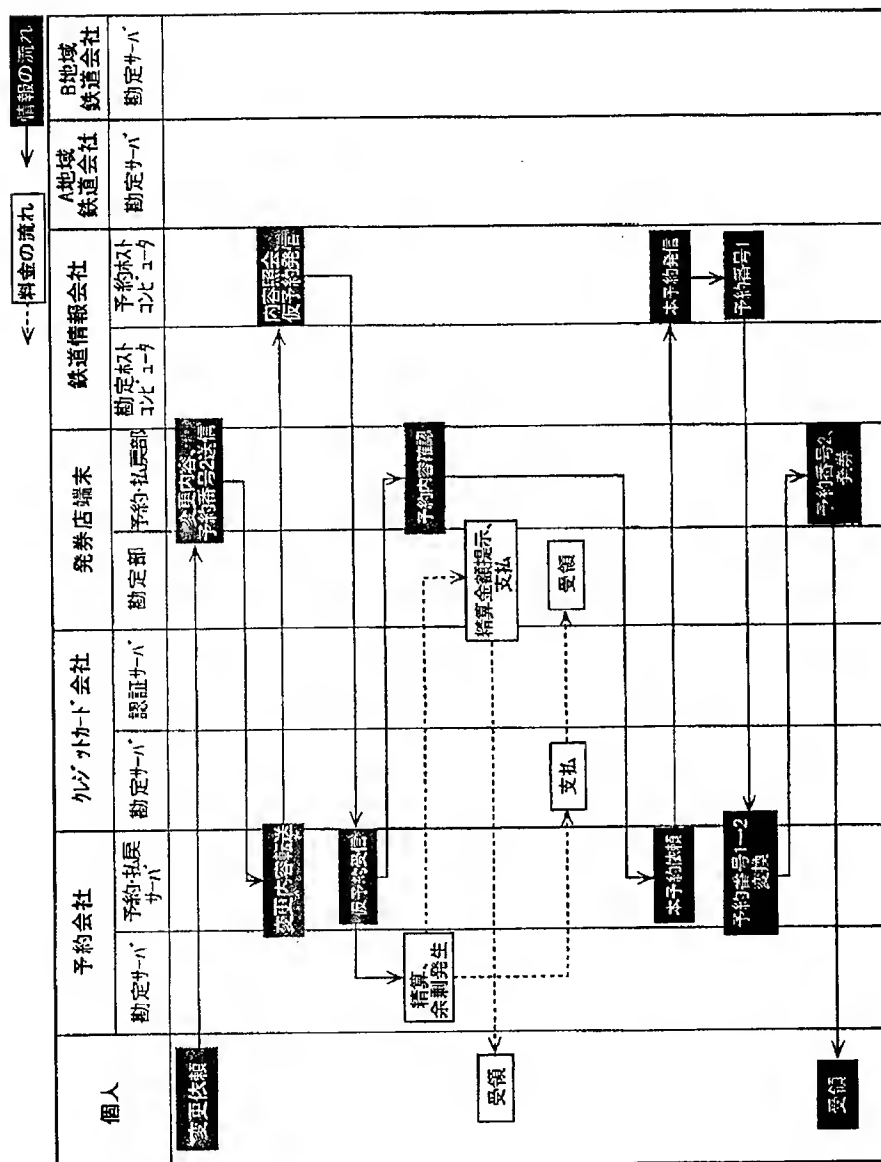 料金の流れ
情報の流れ
個人
予約会社
クレジットカード会社
発券店端末
鉄道情報会社
A地域
鉄道会社
B地域
鉄道会社
勘定サーバ
予約・払戻
サーバ
勘定サーバ
認証サーバ
勘定部
予約・払戻部
勘定ホスト
コンピュータ
予約ホスト
コンピュータ
勘定サーバ
勘定サーバ
変更依頼
変更内容、
予約番号2送信
変更内容転送
内容照会、
仮予約発信
仮予約受信
精算、
余剰発生
予約内容確認
精算金額提示、
支払
受領
支払
受領
本予約依頼
本予約発信
予約番号1
予約番号1→2
変換
予約番号2、
発券
受領